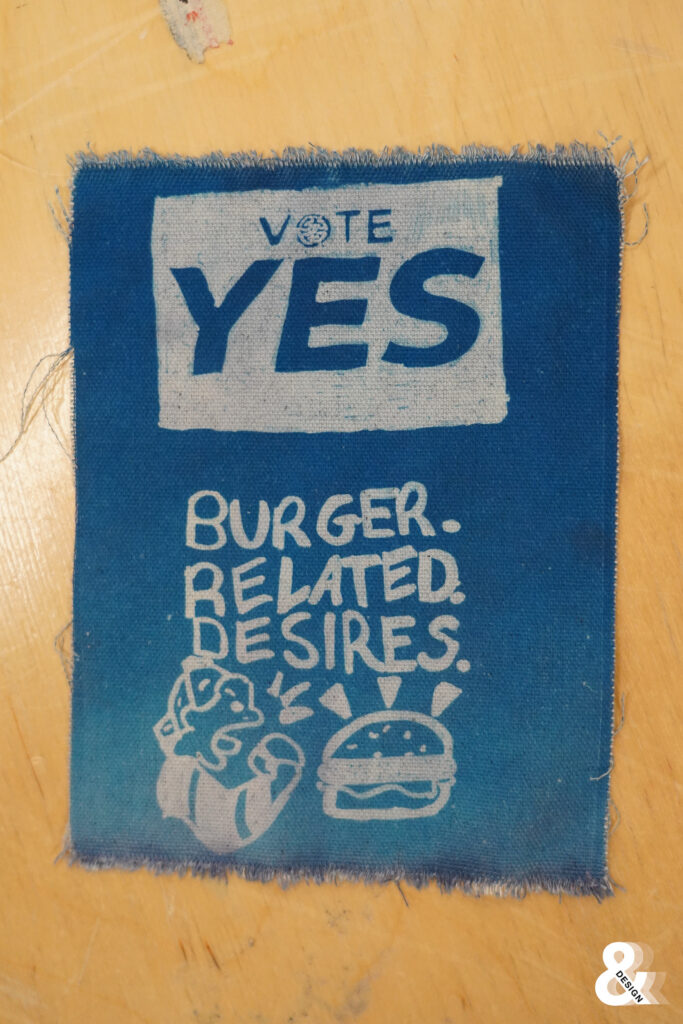 VOTE
YES
BURGER.
RELATED.
DESIRES.
&
DESIGN